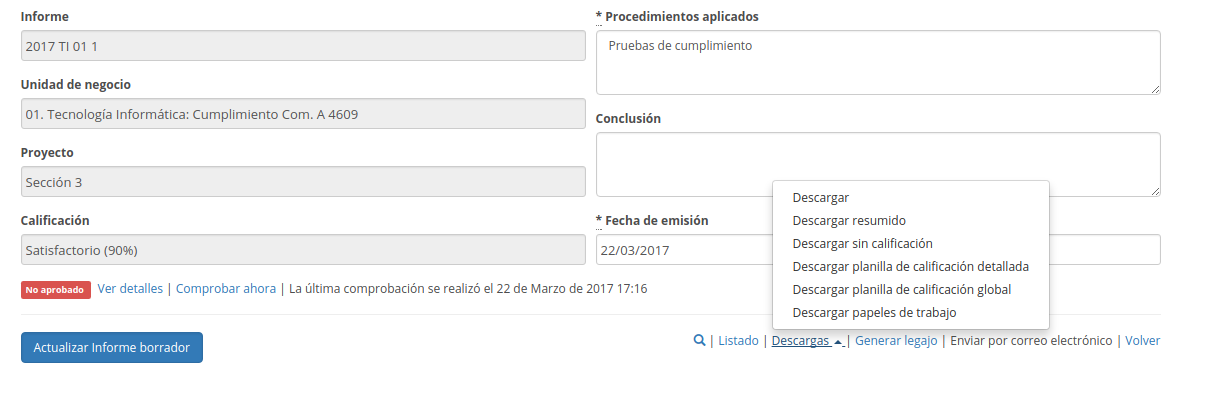 Informe
2017 TI 01 1
Unidad de negocio
01. Tecnología Informática: Cumplimiento Com. A 4609
Proyecto
Sección 3
Calificación
Satisfactorio (90%)
* Procedimientos aplicados
Pruebas de cumplimiento
Conclusión
* Fecha de emisión
22/03/2017
Descargar
Descargar resumido
Descargar sin calificación
Descargar planilla de calificación detallada
Descargar planilla de calificación global
Descargar papeles de trabajo
No aprobado Ver detalles | Comprobar ahora | La última comprobación se realizó el 22 de Marzo de 2017 17:16
Actualizar Informe borrador
| Listado | Descargas | Generar legajo | Enviar por correo electrónico | Volver